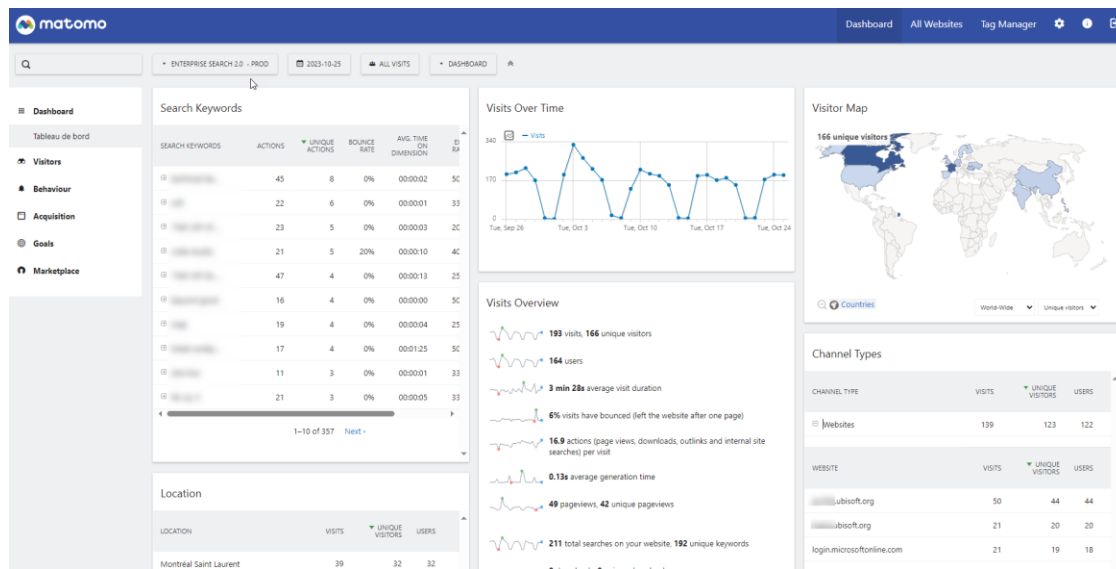 matomo
Dashboard All Websites Tag Manager
ENTERPRISE SEARCH 2.0 - PROD 2023-10-25 ALL VISITS DASHBOARD
Dashboard
Tableau de bord
Visitors
Behaviour
Acquisition
Goals
Marketplace
Search Keywords
SEARCH KEYWORDS ACTIONS UNIQUE ACTIONS BOUNCE RATE AVG. TIME ON DIMENSION
45 8 0% 00:00:02 50
22 6 0% 00:00:01 33
23 5 0% 00:00:03 20
21 5 20% 00:00:10 40
47 4 0% 00:00:13 25
16 4 0% 00:00:00 50
19 4 0% 00:00:04 25
17 4 0% 00:01:25 50
11 3 0% 00:00:01 33
21 3 0% 00:00:05 33
1–10 of 357 Next ›
Location
LOCATION VISITS UNIQUE VISITORS USERS
Montréal Saint Laurent 39 32 32
Visits Over Time
Visits
340
170
0
Tue, Sep 26 Tue, Oct 3 Tue, Oct 10 Tue, Oct 17 Tue, Oct 24
Visits Overview
193 visits, 166 unique visitors
164 users
3 min 28s average visit duration
6% visits have bounced (left the website after one page)
16.9 actions (page views, downloads, outlinks and internal site
searches) per visit
0.13s average generation time
49 pageviews, 42 unique pageviews
211 total searches on your website, 192 unique keywords
Visitor Map
166 unique visitors
Countries World-Wide Unique visitors
Channel Types
CHANNEL TYPE VISITS UNIQUE VISITORS USERS
Websites 139 123 122
WEBSITE VISITS UNIQUE VISITORS USERS
.ubisoft.org 50 44 44
ubisoft.org 21 20 20
login.microsoftonline.com 21 19 18